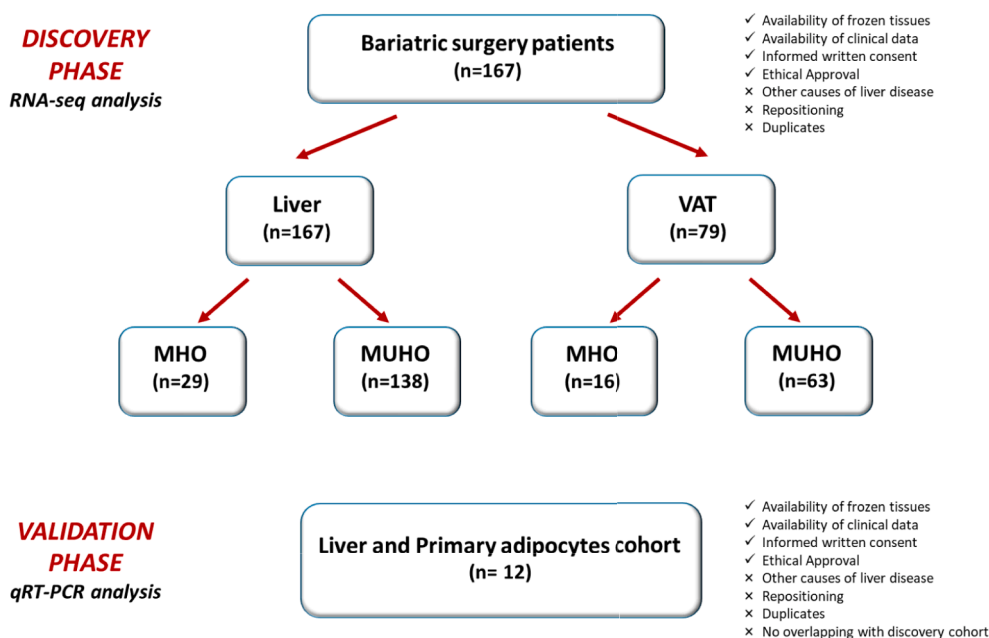 DISCOVERY
PHASE
RNA-seq analysis
Bariatric surgery patients
(n=167)
✓ Availability of frozen tissues
✓ Availability of clinical data
✓ Informed written consent
✓ Ethical Approval
× Other causes of liver disease
× Repositioning
× Duplicates
Liver
(n=167)
VAT
(n=79)
MHO
(n=29)
MUHO
(n=138)
MHO
(n=16)
MUHO
(n=63)
VALIDATION
PHASE
qRT-PCR analysis
Liver and Primary adipocytes cohort
(n= 12)
✓ Availability of frozen tissues
✓ Availability of clinical data
✓ Informed written consent
✓ Ethical Approval
× Other causes of liver disease
× Repositioning
× Duplicates
× No overlapping with discovery cohort